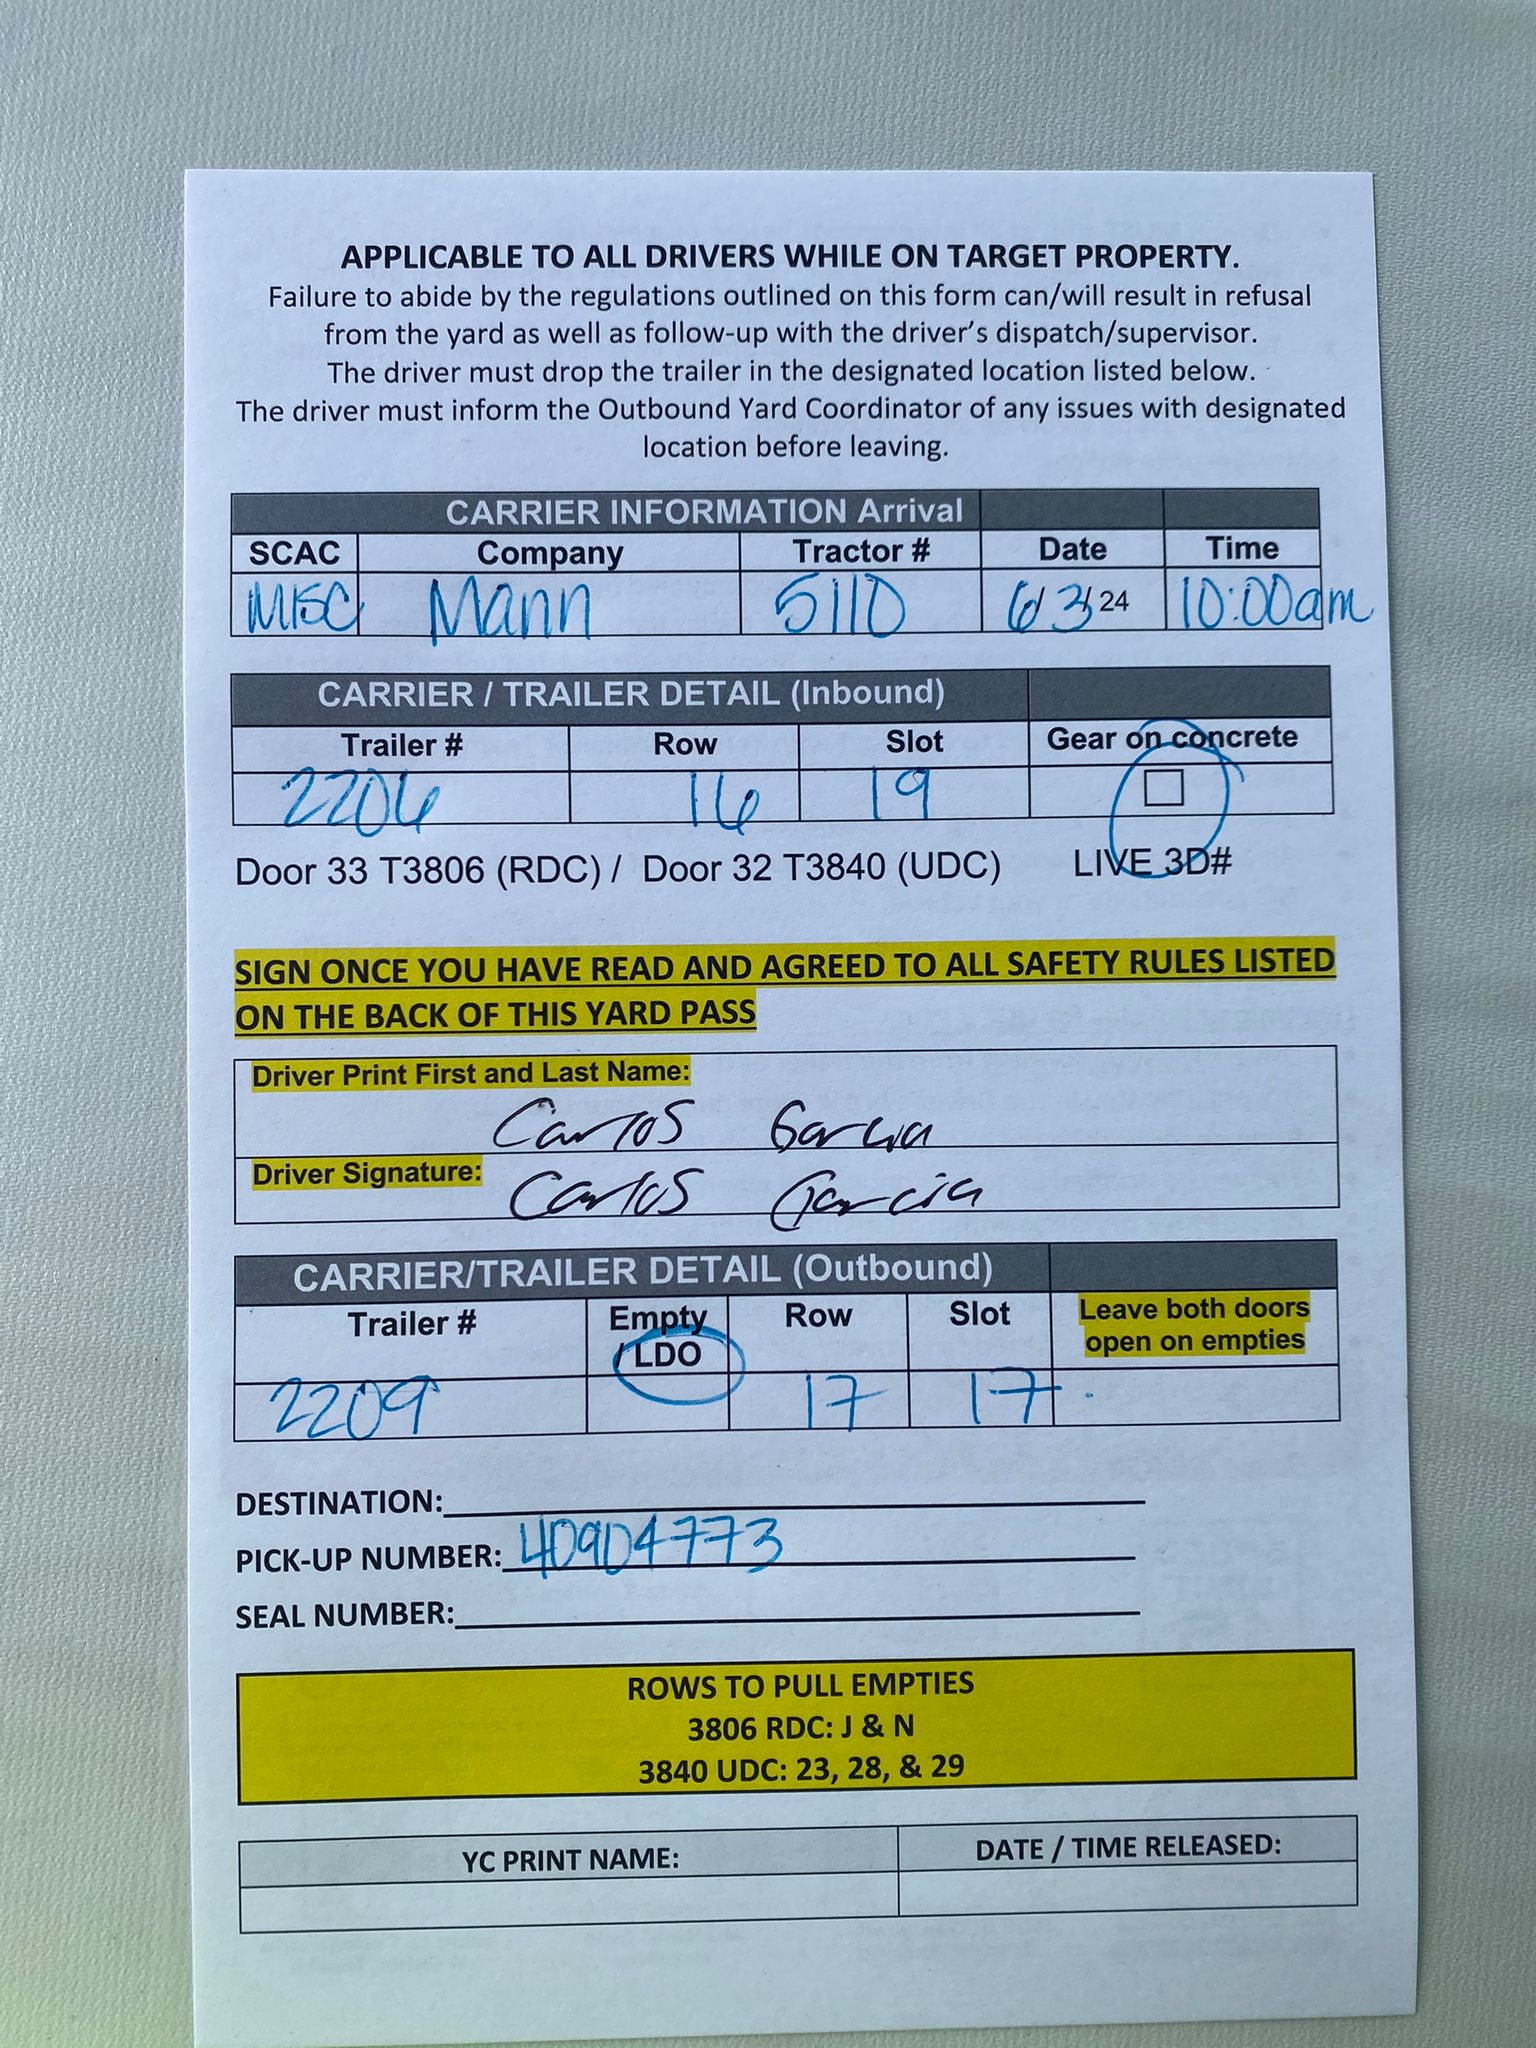 APPLICABLE TO ALL DRIVERS WHILE ON TARGET PROPERTY.
Failure to abide by the regulations outlined on this form can/will result in refusal
from the yard as well as follow-up with the driver's dispatch/supervisor.
The driver must drop the trailer in the designated location listed below.
The driver must inform the Outbound Yard Coordinator of any issues with designated
location before leaving.
CARRIER INFORMATION Arrival
SCAC Company Tractor # Date Time
MISC Mann 5110 6/3/24 10:00am
CARRIER / TRAILER DETAIL (Inbound)
Trailer # Row Slot Gear on concrete
2206 16 19 ☐
Door 33 T3806 (RDC) / Door 32 T3840 (UDC) LIVE 3D#
SIGN ONCE YOU HAVE READ AND AGREED TO ALL SAFETY RULES LISTED
ON THE BACK OF THIS YARD PASS
Driver Print First and Last Name:
Carlos Garcia
Driver Signature:
Carlos Garcia
CARRIER/TRAILER DETAIL (Outbound)
Trailer # Empty / LDO Row Slot Leave both doors open on empties
2209 17 17
DESTINATION:
PICK-UP NUMBER: 40904773
SEAL NUMBER:
ROWS TO PULL EMPTIES
3806 RDC: J & N
3840 UDC: 23, 28, & 29
YC PRINT NAME: DATE / TIME RELEASED: